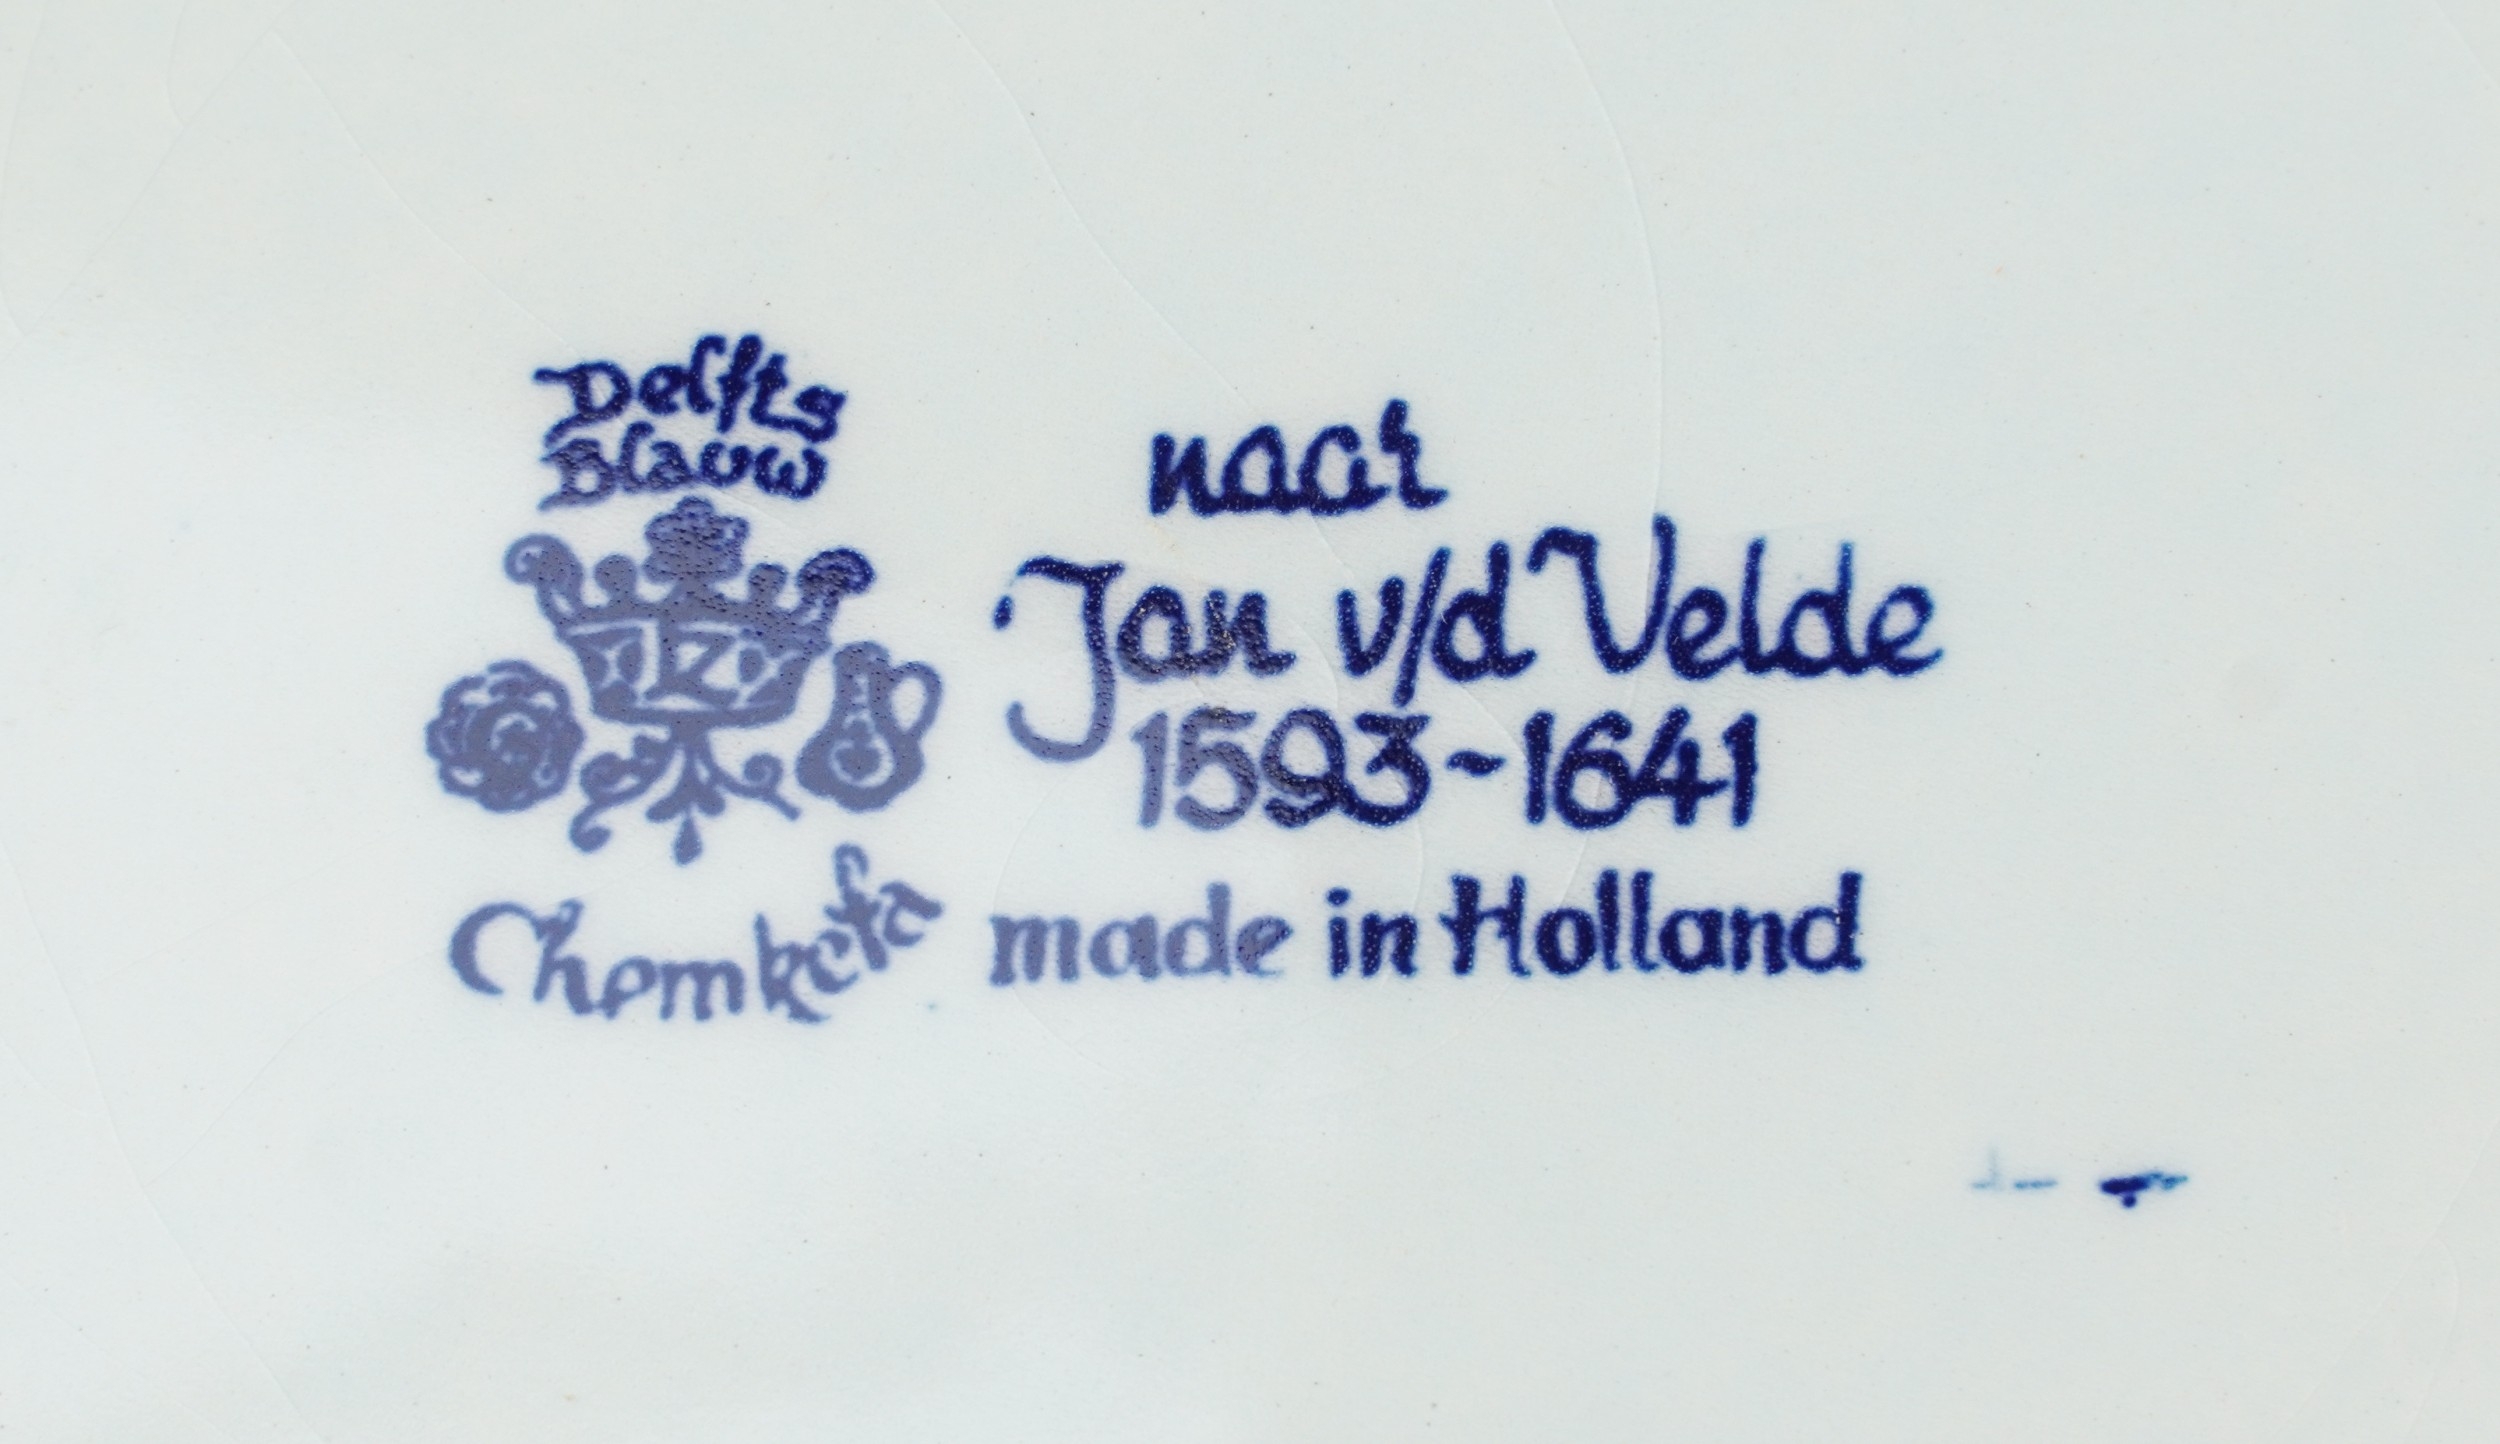 Delfts
Blauw
Chemkefa
naar
Jan v/d Velde
1593~1641
made in Holland